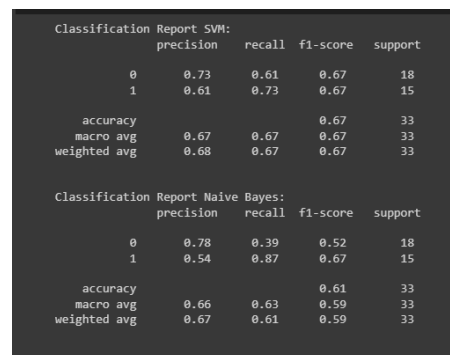 Classification Report SVM:
precision recall f1-score support
0 0.73 0.61 0.67 18
1 0.61 0.73 0.67 15
accuracy 0.67 33
macro avg 0.67 0.67 0.67 33
weighted avg 0.68 0.67 0.67 33
Classification Report Naive Bayes:
precision recall f1-score support
0 0.78 0.39 0.52 18
1 0.54 0.87 0.67 15
accuracy 0.61 33
macro avg 0.66 0.63 0.59 33
weighted avg 0.67 0.61 0.59 33